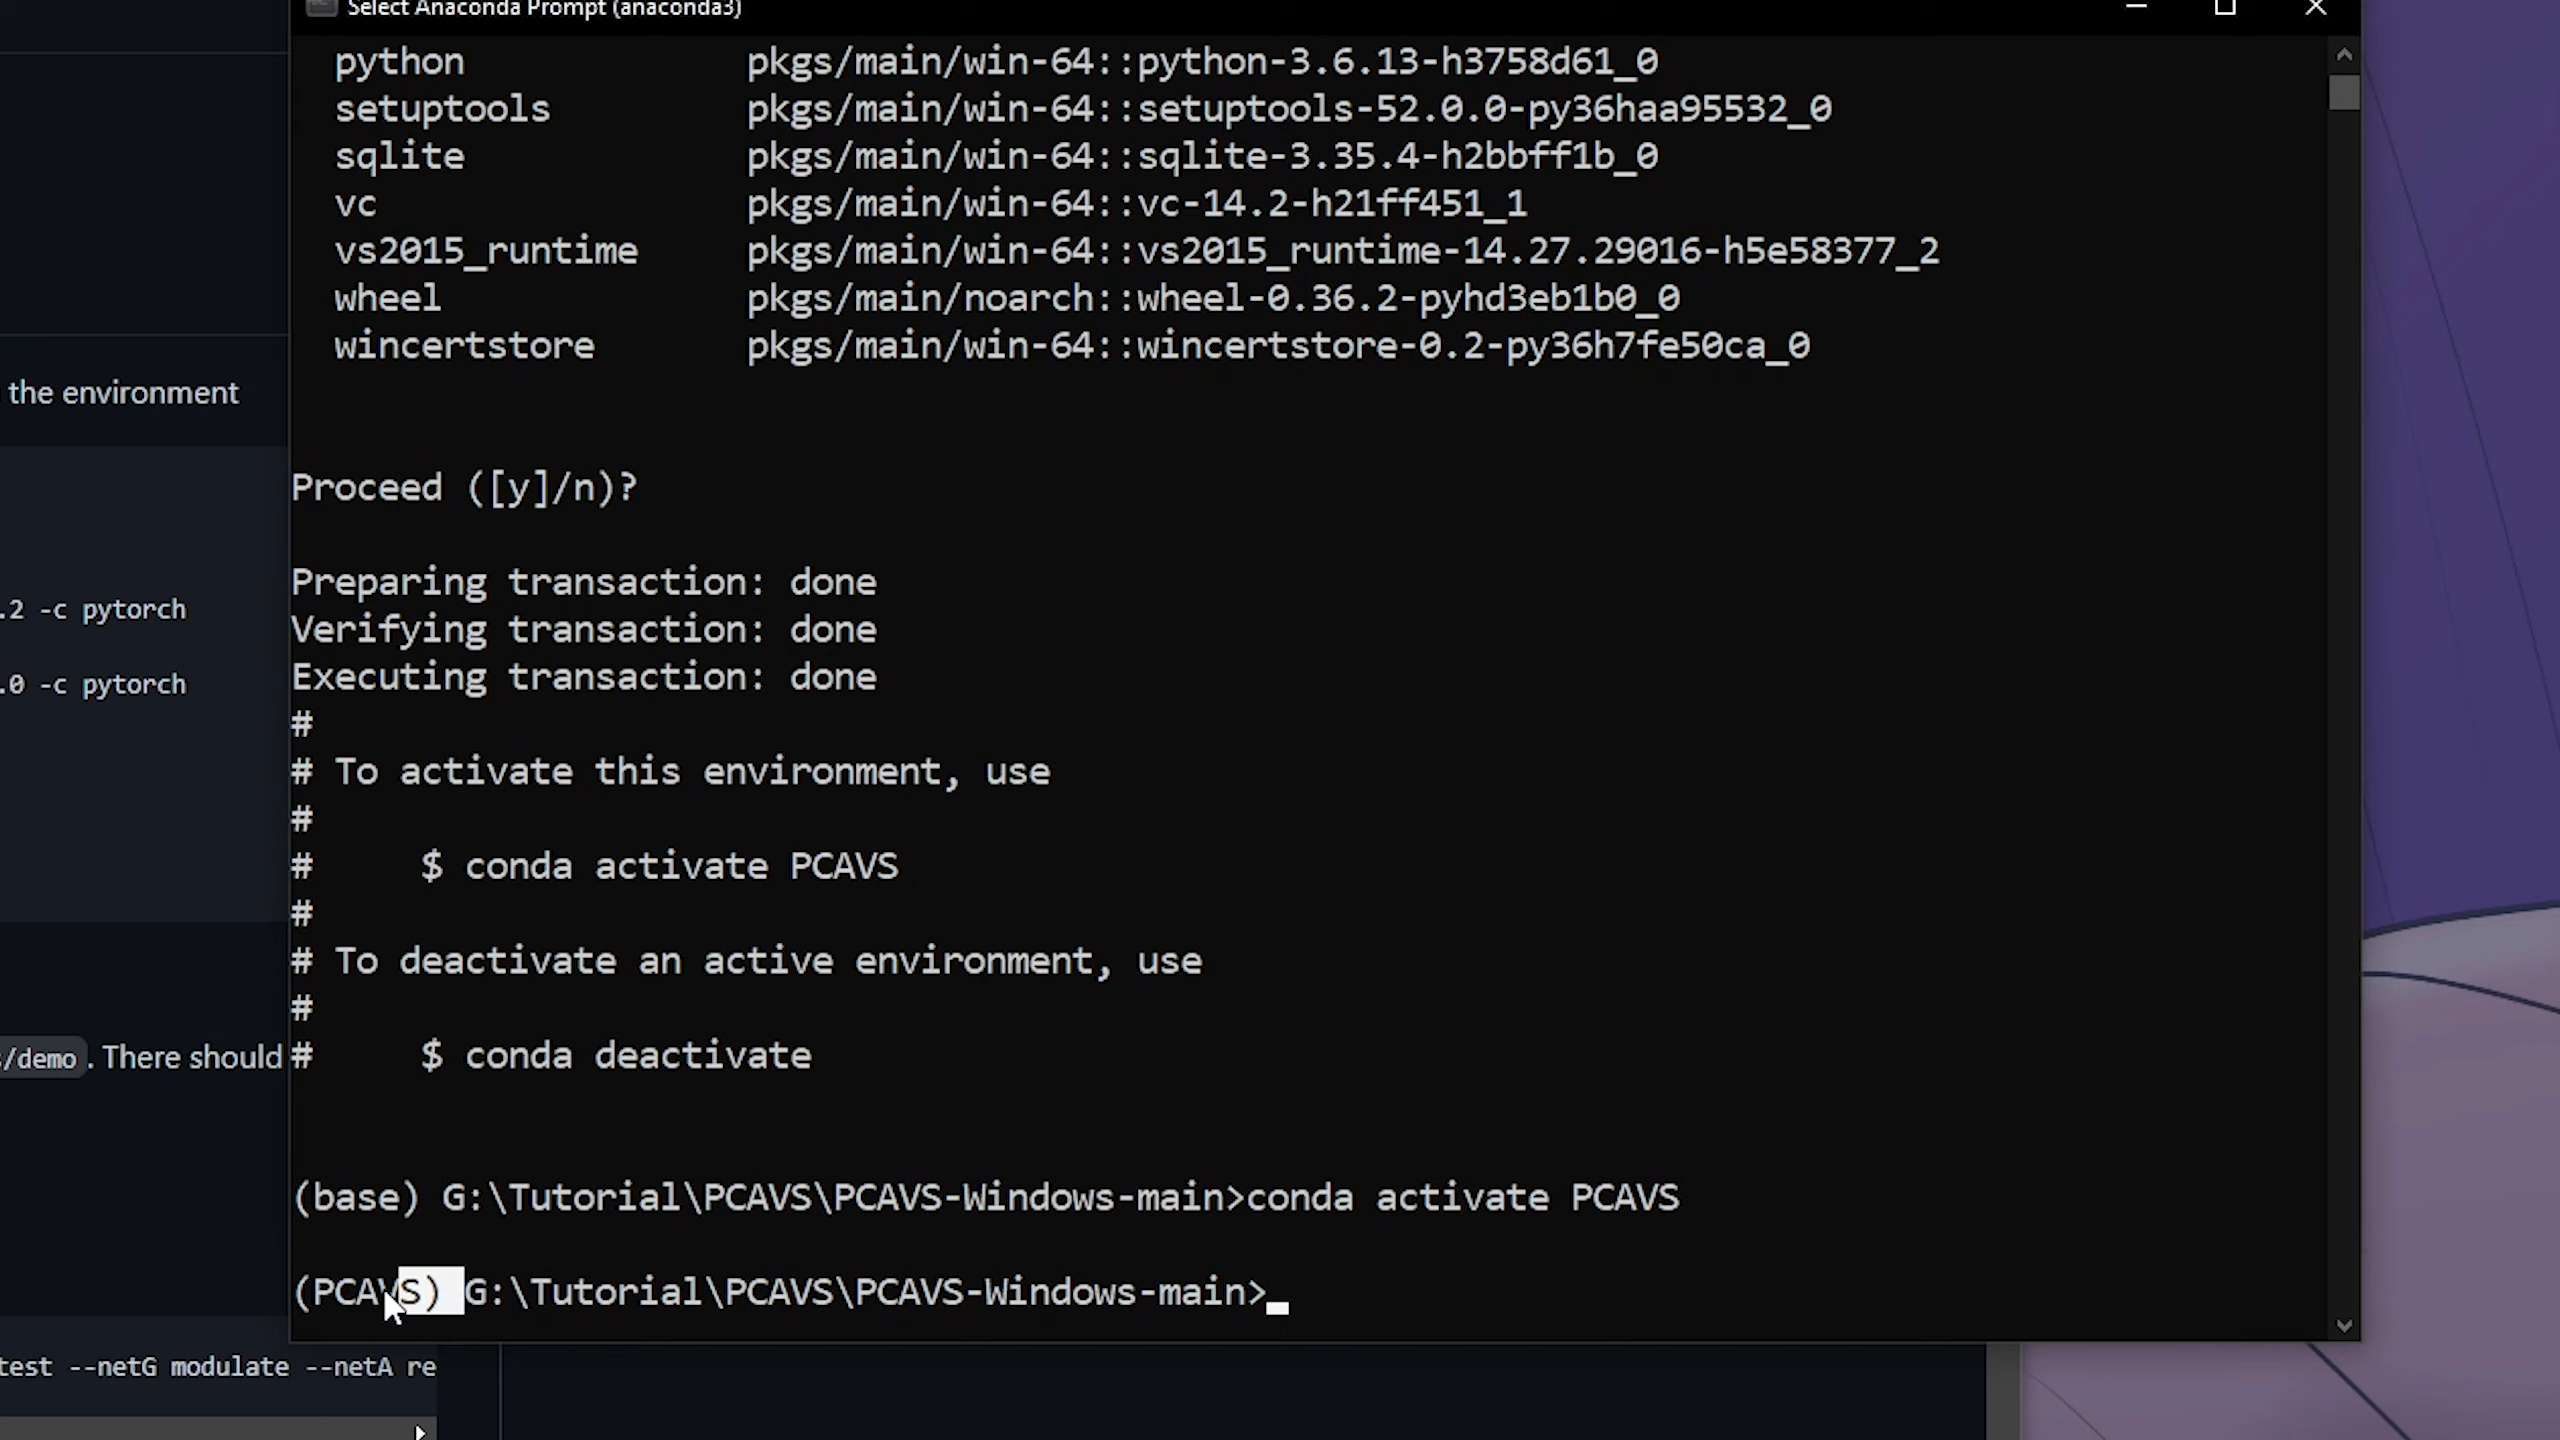 Select Anaconda Prompt (anaconda3)
python pkgs/main/win-64::python-3.6.13-h3758d61_0
setuptools pkgs/main/win-64::setuptools-52.0.0-py36haa95532_0
sqlite pkgs/main/win-64::sqlite-3.35.4-h2bbff1b_0
vc pkgs/main/win-64::vc-14.2-h21ff451_1
vs2015_runtime pkgs/main/win-64::vs2015_runtime-14.27.29016-h5e58377_2
wheel pkgs/main/noarch::wheel-0.36.2-pyhd3eb1b0_0
wincertstore pkgs/main/win-64::wincertstore-0.2-py36h7fe50ca_0
Proceed ([y]/n)?
Preparing transaction: done
Verifying transaction: done
Executing transaction: done
#
# To activate this environment, use
#
# $ conda activate PCAVS
#
# To deactivate an active environment, use
#
# $ conda deactivate
(base) G:\Tutorial\PCAVS\PCAVS-Windows-main>conda activate PCAVS
(PCAVS) G:\Tutorial\PCAVS\PCAVS-Windows-main>
the environment
.2 -c pytorch
.0 -c pytorch
s/demo. There should
test --netG modulate --netA re